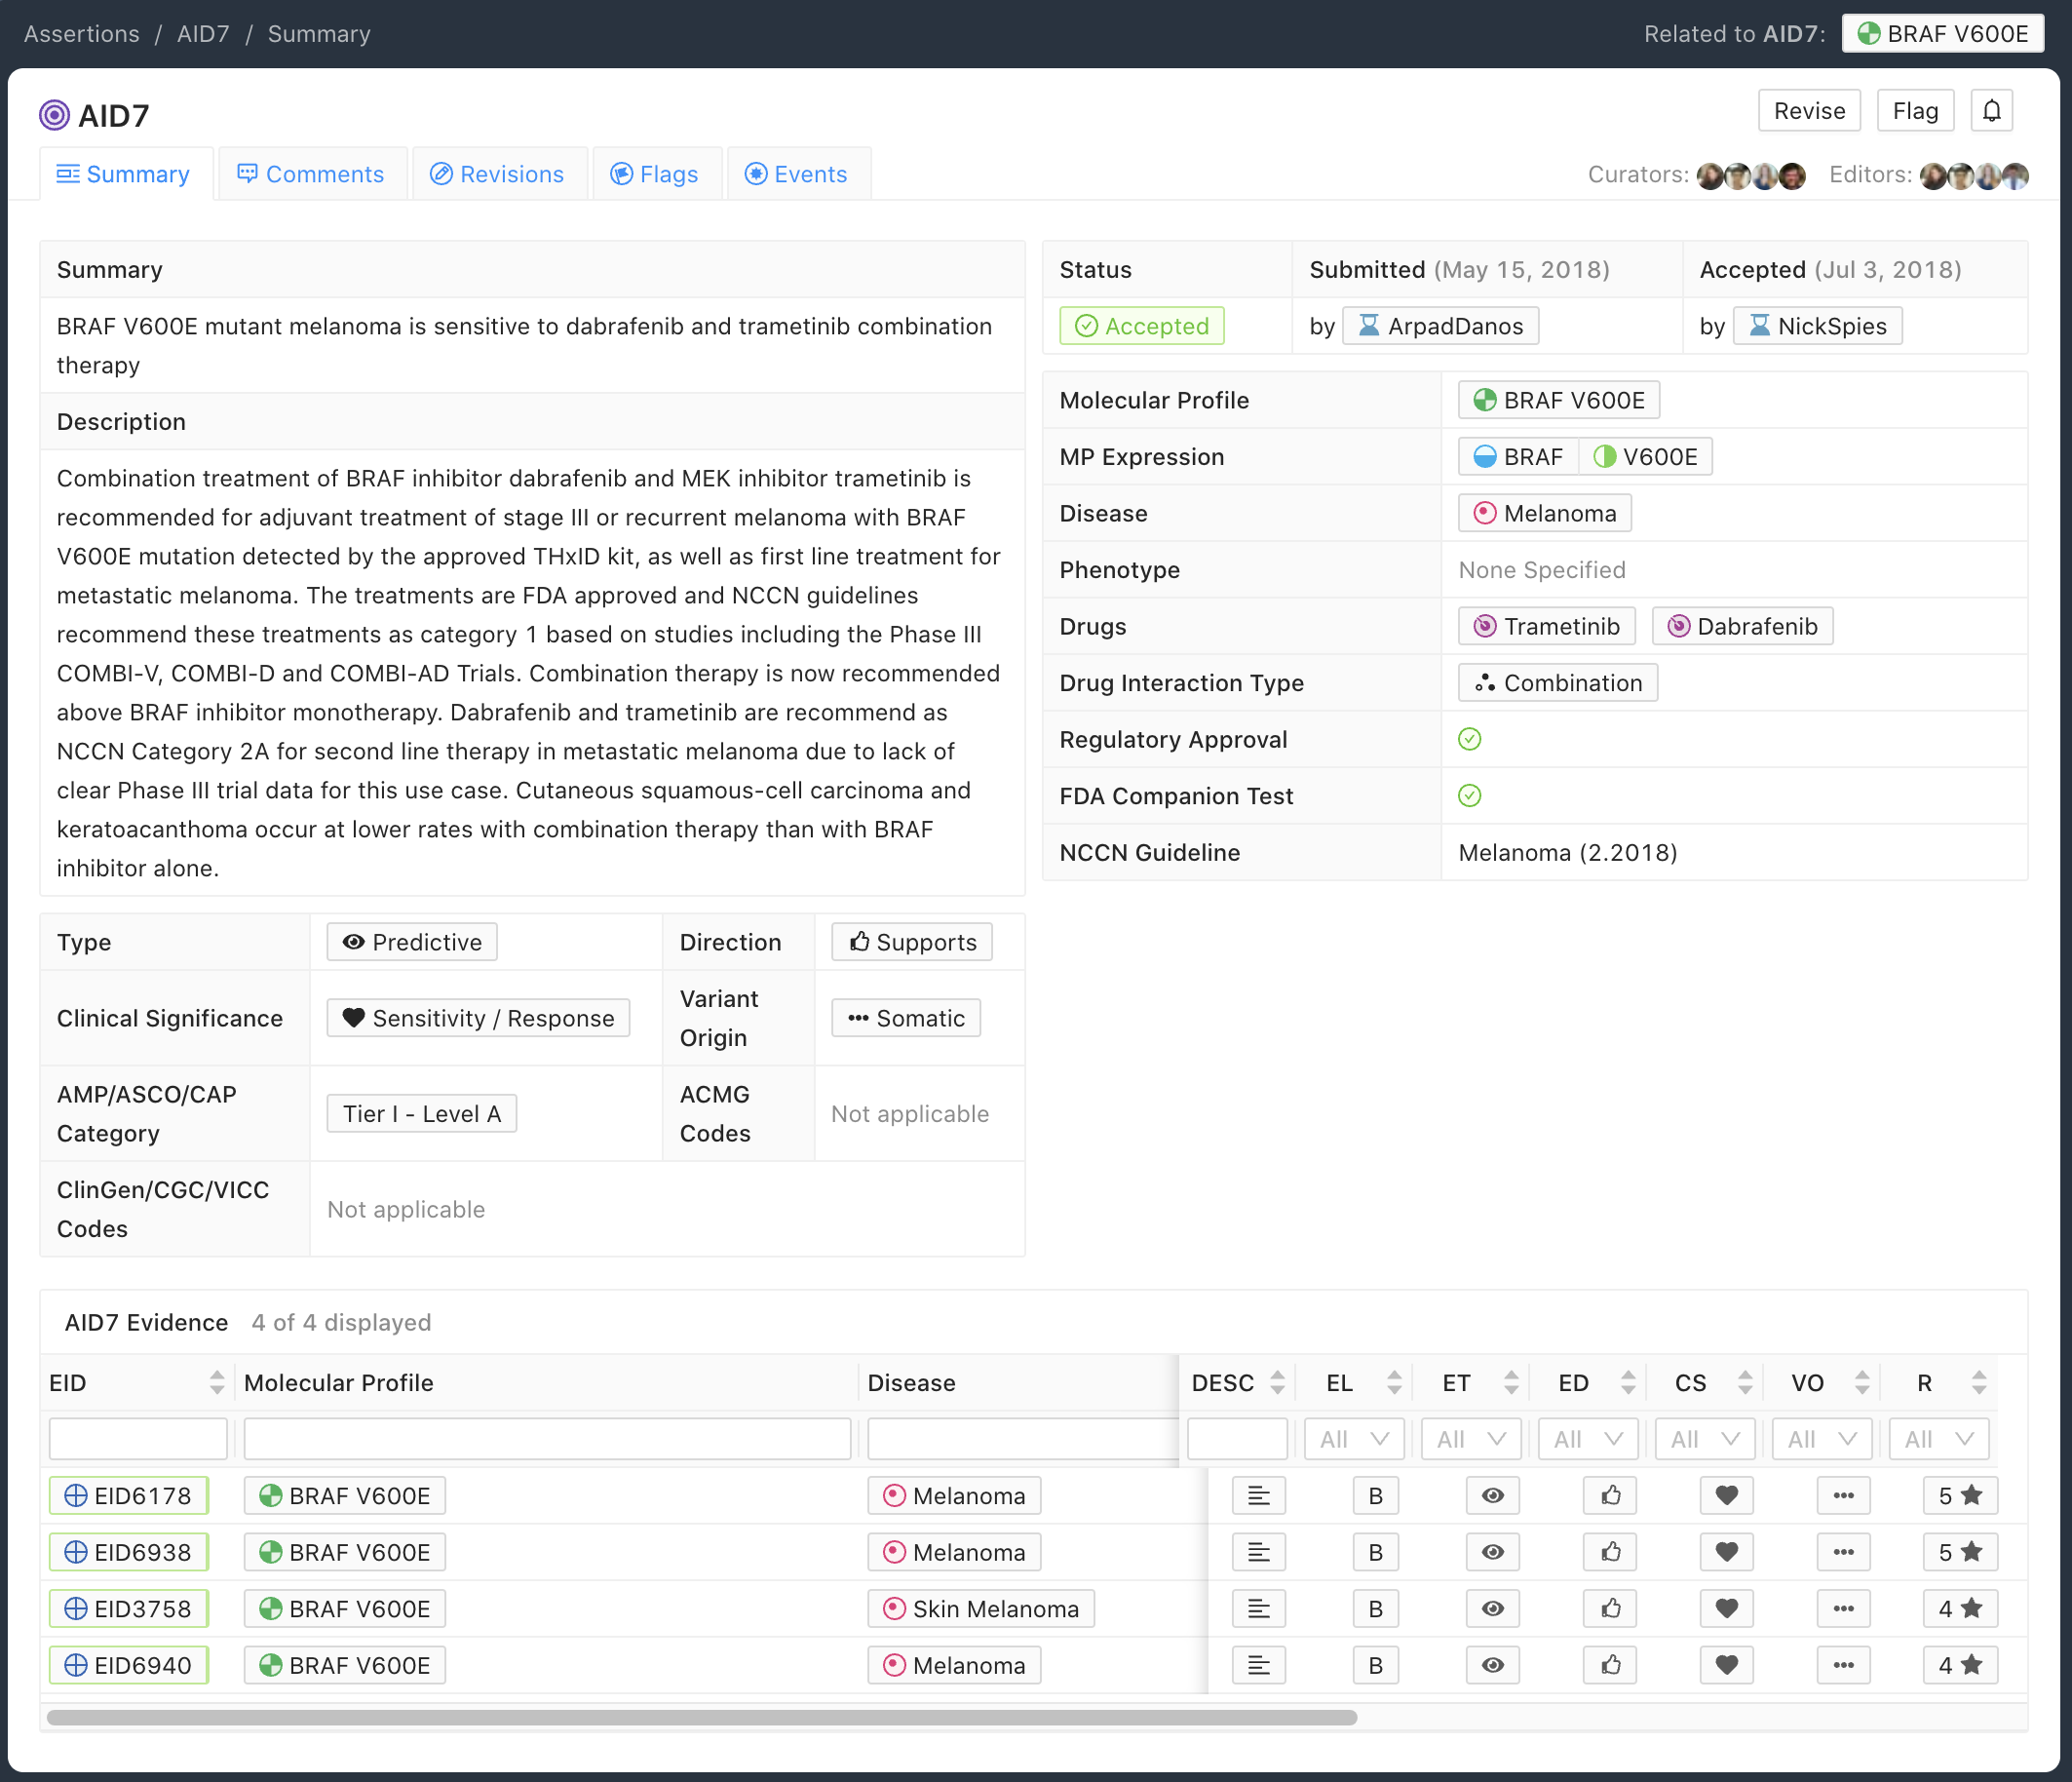 Assertions / AID7 / Summary
Related to AID7: BRAF V600E
AID7
Revise Flag
Summary Comments Revisions Flags Events
Curators: Editors:
Summary
BRAF V600E mutant melanoma is sensitive to dabrafenib and trametinib combination
therapy
Description
Combination treatment of BRAF inhibitor dabrafenib and MEK inhibitor trametinib is
recommended for adjuvant treatment of stage III or recurrent melanoma with BRAF
V600E mutation detected by the approved THxID kit, as well as first line treatment for
metastatic melanoma. The treatments are FDA approved and NCCN guidelines
recommend these treatments as category 1 based on studies including the Phase III
COMBI-V, COMBI-D and COMBI-AD Trials. Combination therapy is now recommended
above BRAF inhibitor monotherapy. Dabrafenib and trametinib are recommend as
NCCN Category 2A for second line therapy in metastatic melanoma due to lack of
clear Phase III trial data for this use case. Cutaneous squamous-cell carcinoma and
keratoacanthoma occur at lower rates with combination therapy than with BRAF
inhibitor alone.
Status Submitted (May 15, 2018) Accepted (Jul 3, 2018)
Accepted by ArpadDanos by NickSpies
Molecular Profile BRAF V600E
MP Expression BRAF V600E
Disease Melanoma
Phenotype None Specified
Drugs Trametinib Dabrafenib
Drug Interaction Type Combination
Regulatory Approval
FDA Companion Test
NCCN Guideline Melanoma (2.2018)
Type Predictive Direction Supports
Clinical Significance Sensitivity / Response Variant
Origin Somatic
AMP/ASCO/CAP
Category Tier I - Level A ACMG
Codes Not applicable
ClinGen/CGC/VICC
Codes Not applicable
AID7 Evidence 4 of 4 displayed
EID Molecular Profile Disease DESC EL ET ED CS VO R
All All All All All All
EID6178 BRAF V600E Melanoma B 5
EID6938 BRAF V600E Melanoma B 5
EID3758 BRAF V600E Skin Melanoma B 4
EID6940 BRAF V600E Melanoma B 4